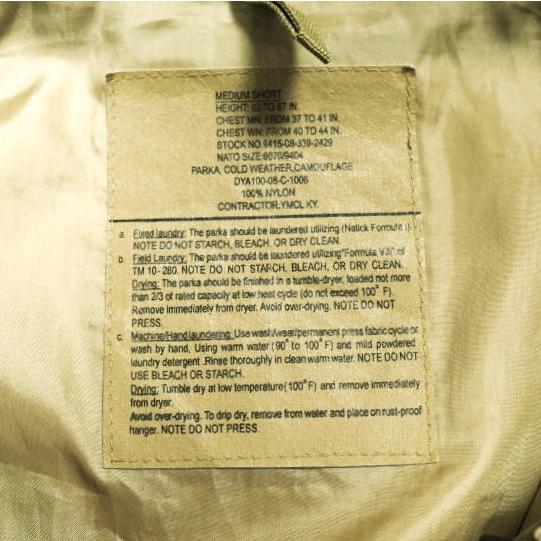 MEDIUM SHORT
HEIGHT: 63 TO 67 IN.
CHEST MN: FROM 37 TO 41 IN.
CHEST WN: FROM 40 TO 44 IN.
STOCK NO 9415-08-339-2429
NATO SIZE:6070/9404
PARKA, COLD WEATHER,CAMOUFLAGE
DYA100-08-C-1006
100% NYLON
CONTRACTOR:YMCL KY.
a. Fixed laundry: The parka should be laundered utilizing (Natick Formula I)
NOTE DO NOT STARCH, BLEACH, OR DRY CLEAN.
b. Field Laundry: The parka should be laundered utilizing"Formula of
TM 10-280. NOTE DO NOT STARCH, BLEACH, OR DRY CLEAN.
Drying: The parka should be finished in a tumble-dryer, loaded not more
than 2/3 of rated capacity at low heat cycle (do not exceed 100° F).
Remove immediately from dryer. Avoid over-drying. NOTE DO NOT
PRESS.
c. Machine/Hand laundering: Use wash/wear/permanent press fabric cycle or
wash by hand, Using warm water (90° to 100° F) and mild powdered
laundry detergent .Rinse thoroughly in clean warm water. NOTE DO NOT
USE BLEACH OR STARCH.
Drying: Tumble dry at low temperature( 100° F) and remove immediately
from dryer.
Avoid over-drying. To drip dry, remove from water and place on rust-proof
hanger. NOTE DO NOT PRESS.